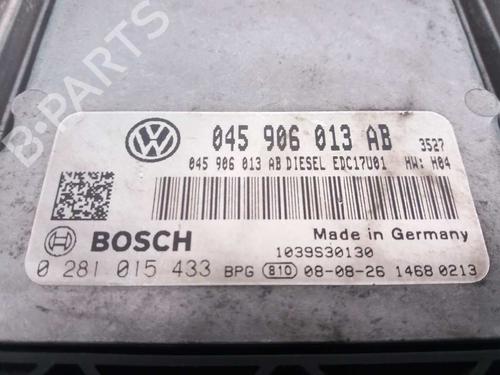 B-PARTS
045 906 013 AB 3527
045 906 013 AB DIESEL EDC17U01 HW: H04
BOSCH
Made in Germany
1039S30130
0 281 015 433 BPG B10 08-08-26 1468 0213